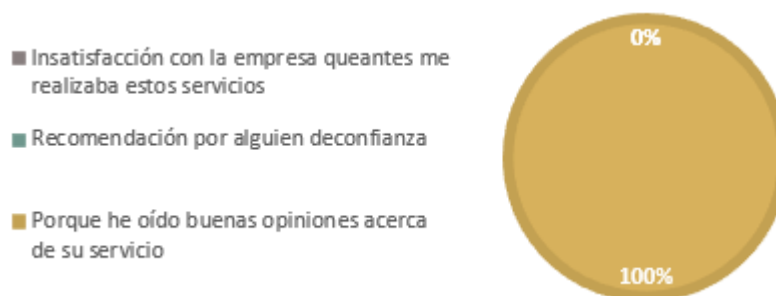 Insatisfacción con la empresa queantes me
realizaba estos servicios
Recomendación por alguien deconfianza
Porque he oído buenas opiniones acerca
de su servicio
0%
100%